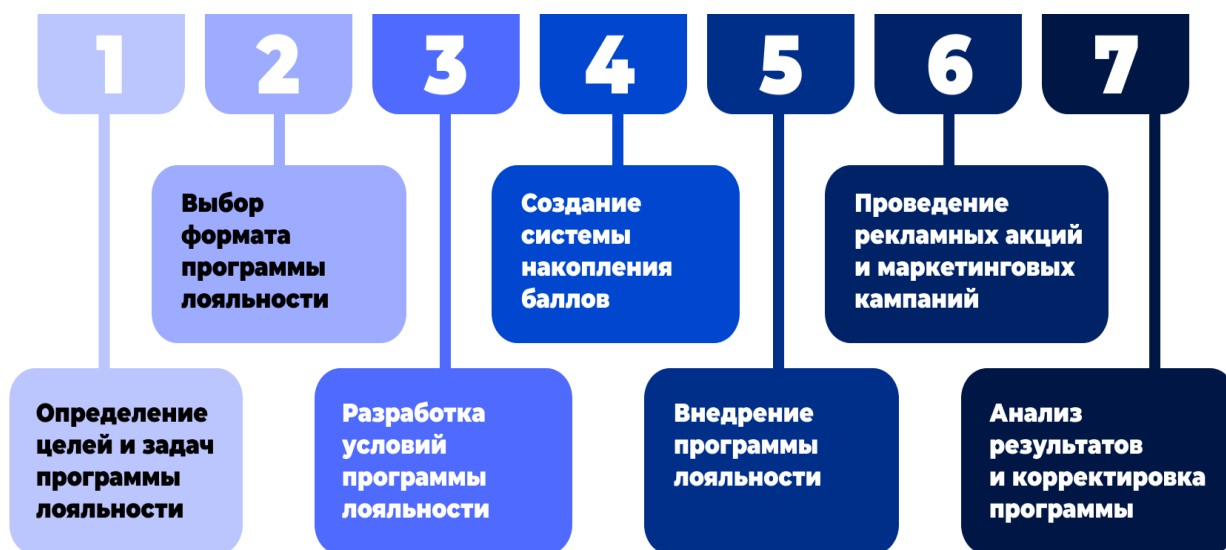 1
Определение
целей и задач
программы
лояльности
2
Выбор
формата
программы
лояльности
3
Разработка
условий
программы
лояльности
4
Создание
системы
накопления
баллов
5
Внедрение
программы
лояльности
6
Проведение
рекламных акций
и маркетинговых
кампаний
7
Анализ
результатов
и корректировка
программы